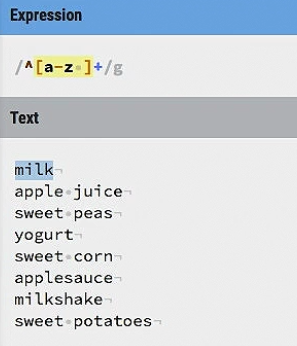 Expression
/^[a-z ]+/g
Text
milk
apple juice
sweet peas
yogurt
sweet corn
applesauce
milkshake
sweet potatoes